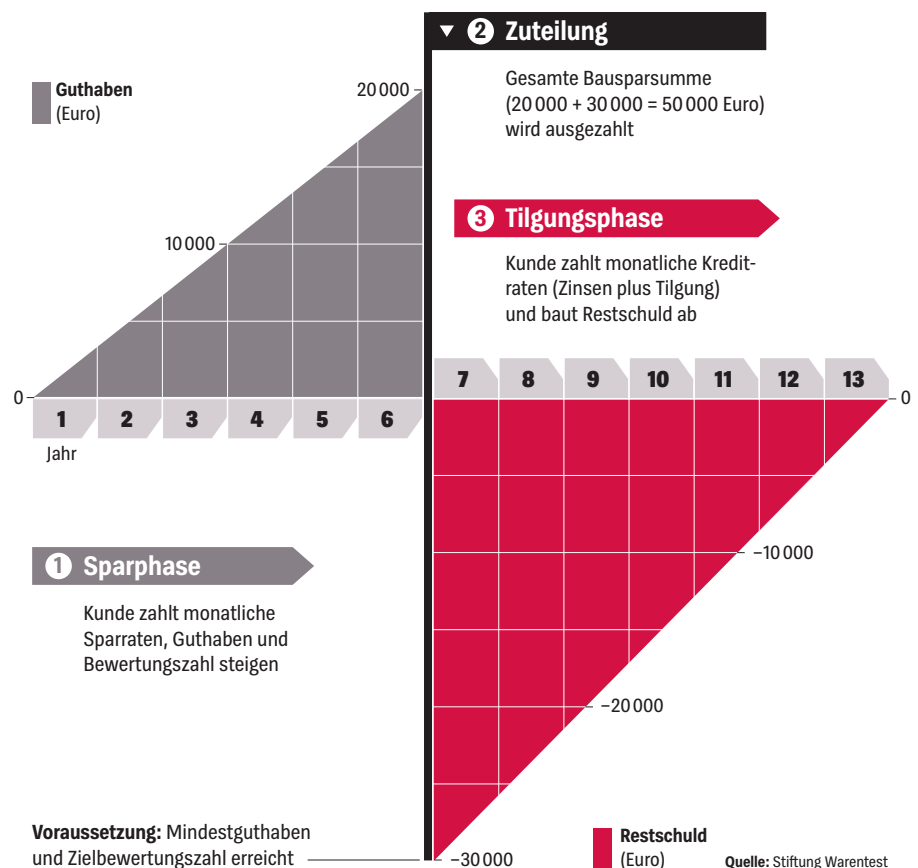 Guthaben
(Euro)
20 000
10 000
0
1 2 3 4 5 6
Jahr
1 Sparphase
Kunde zahlt monatliche
Sparraten, Guthaben und
Bewertungszahl steigen
Voraussetzung: Mindestguthaben
und Zielbewertungszahl erreicht
2 Zuteilung
Gesamte Bausparsumme
(20 000 + 30 000 = 50 000 Euro)
wird ausgezahlt
3 Tilgungsphase
Kunde zahlt monatliche Kredit-
raten (Zinsen plus Tilgung)
und baut Restschuld ab
7 8 9 10 11 12 13
0
–10 000
–20 000
–30 000
Restschuld
(Euro)
Quelle: Stiftung Warentest